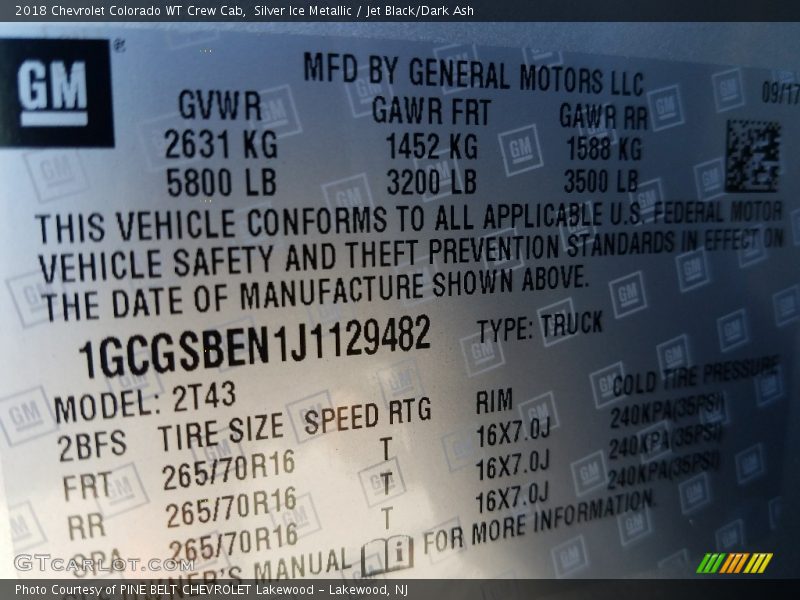 2018 Chevrolet Colorado WT Crew Cab, Silver Ice Metallic / Jet Black/Dark Ash
GM
®
MFD BY GENERAL MOTORS LLC
09/17
GVWR GAWR FRT GAWR RR
2631 KG 1452 KG 1588 KG
5800 LB 3200 LB 3500 LB
THIS VEHICLE CONFORMS TO ALL APPLICABLE U.S. FEDERAL MOTOR
VEHICLE SAFETY AND THEFT PREVENTION STANDARDS IN EFFECT ON
THE DATE OF MANUFACTURE SHOWN ABOVE.
1GCGSBEN1J1129482 TYPE: TRUCK
MODEL: 2T43
2BFS TIRE SIZE SPEED RTG RIM COLD TIRE PRESSURE
FRT 265/70R16 T 16X7.0J 240KPA(35PSI)
RR 265/70R16 T 16X7.0J 240KPA(35PSI)
SPA 265/70R16 T 16X7.0J 240KPA(35PSI)
OWNER'S MANUAL FOR MORE INFORMATION.
GTcarlot.com
Photo Courtesy of PINE BELT CHEVROLET Lakewood - Lakewood, NJ